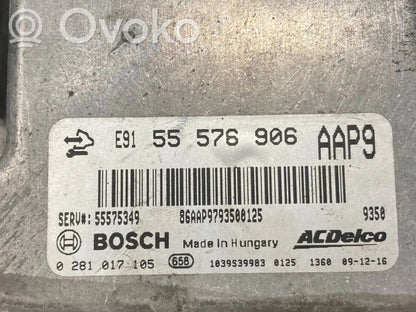 Ovoko
E91 55 576 906 AAP9
SERV#: 55575349 86AAP9793500125 9350
BOSCH Made in Hungary ACDelco
0 281 017 105 65B 1039S39983 0125 1360 09-12-16